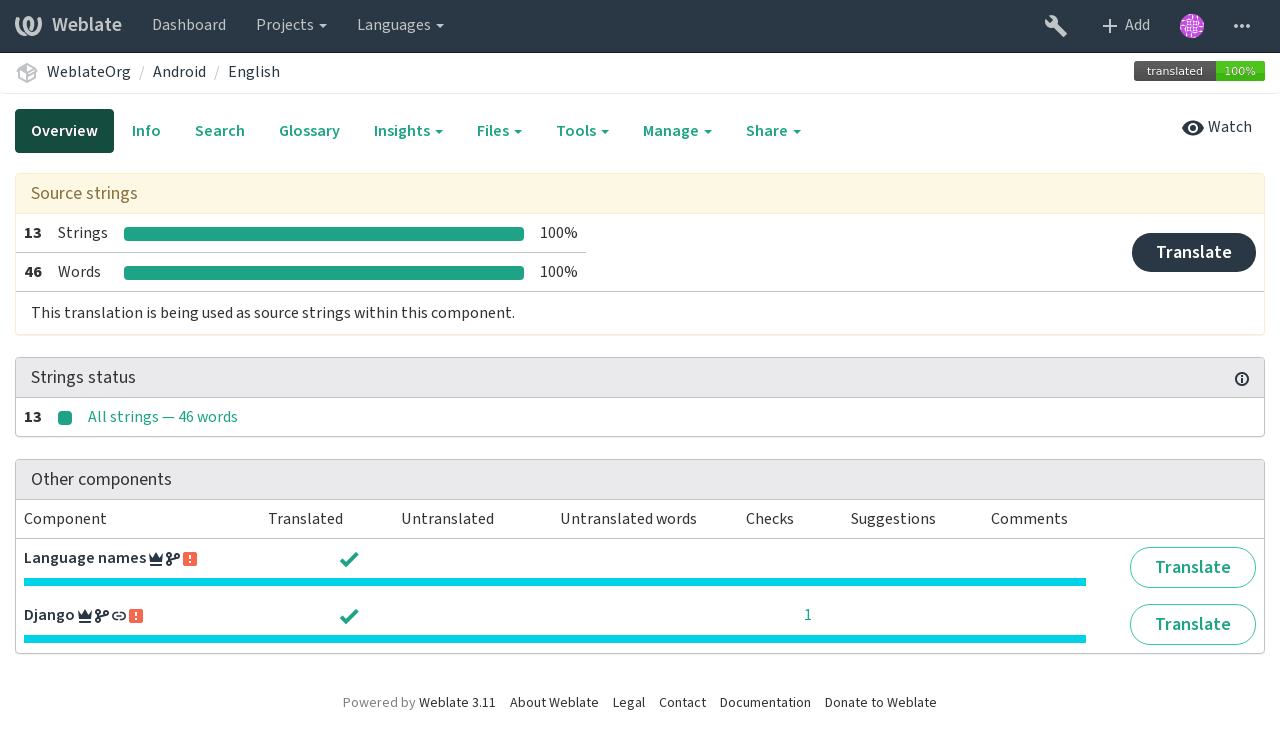 Weblate Dashboard Projects Languages Add
WeblateOrg / Android / English translated 100%
Overview Info Search Glossary Insights Files Tools Manage Share Watch
Source strings
13 Strings 100%
Translate
46 Words 100%
This translation is being used as source strings within this component.
Strings status
13 All strings — 46 words
Other components
Component Translated Untranslated Untranslated words Checks Suggestions Comments
Language names Translate
Django 1 Translate
Powered by Weblate 3.11 About Weblate Legal Contact Documentation Donate to Weblate